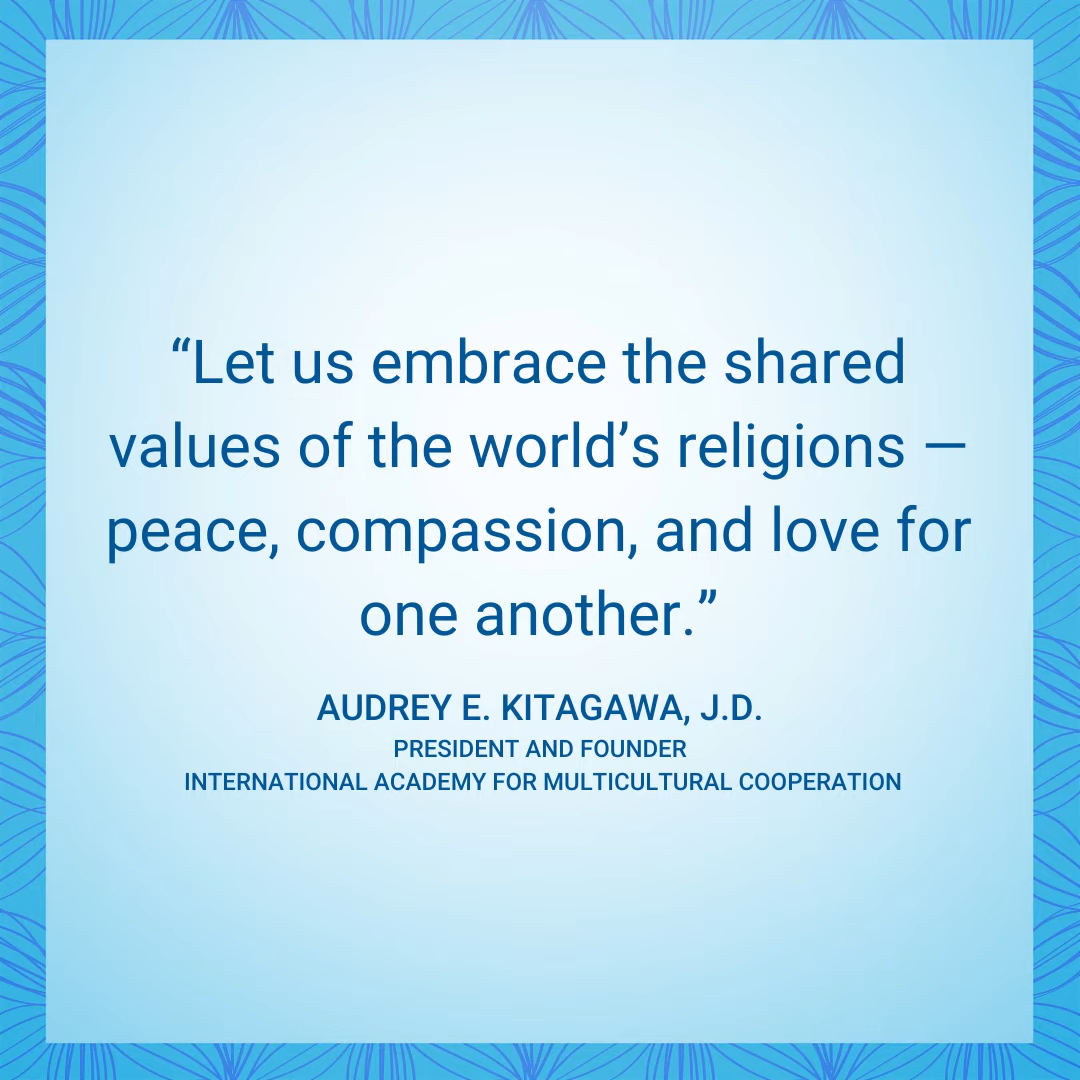 “Let us embrace the shared
values of the world’s religions —
peace, compassion, and love for
one another.”
AUDREY E. KITAGAWA, J.D.
PRESIDENT AND FOUNDER
INTERNATIONAL ACADEMY FOR MULTICULTURAL COOPERATION